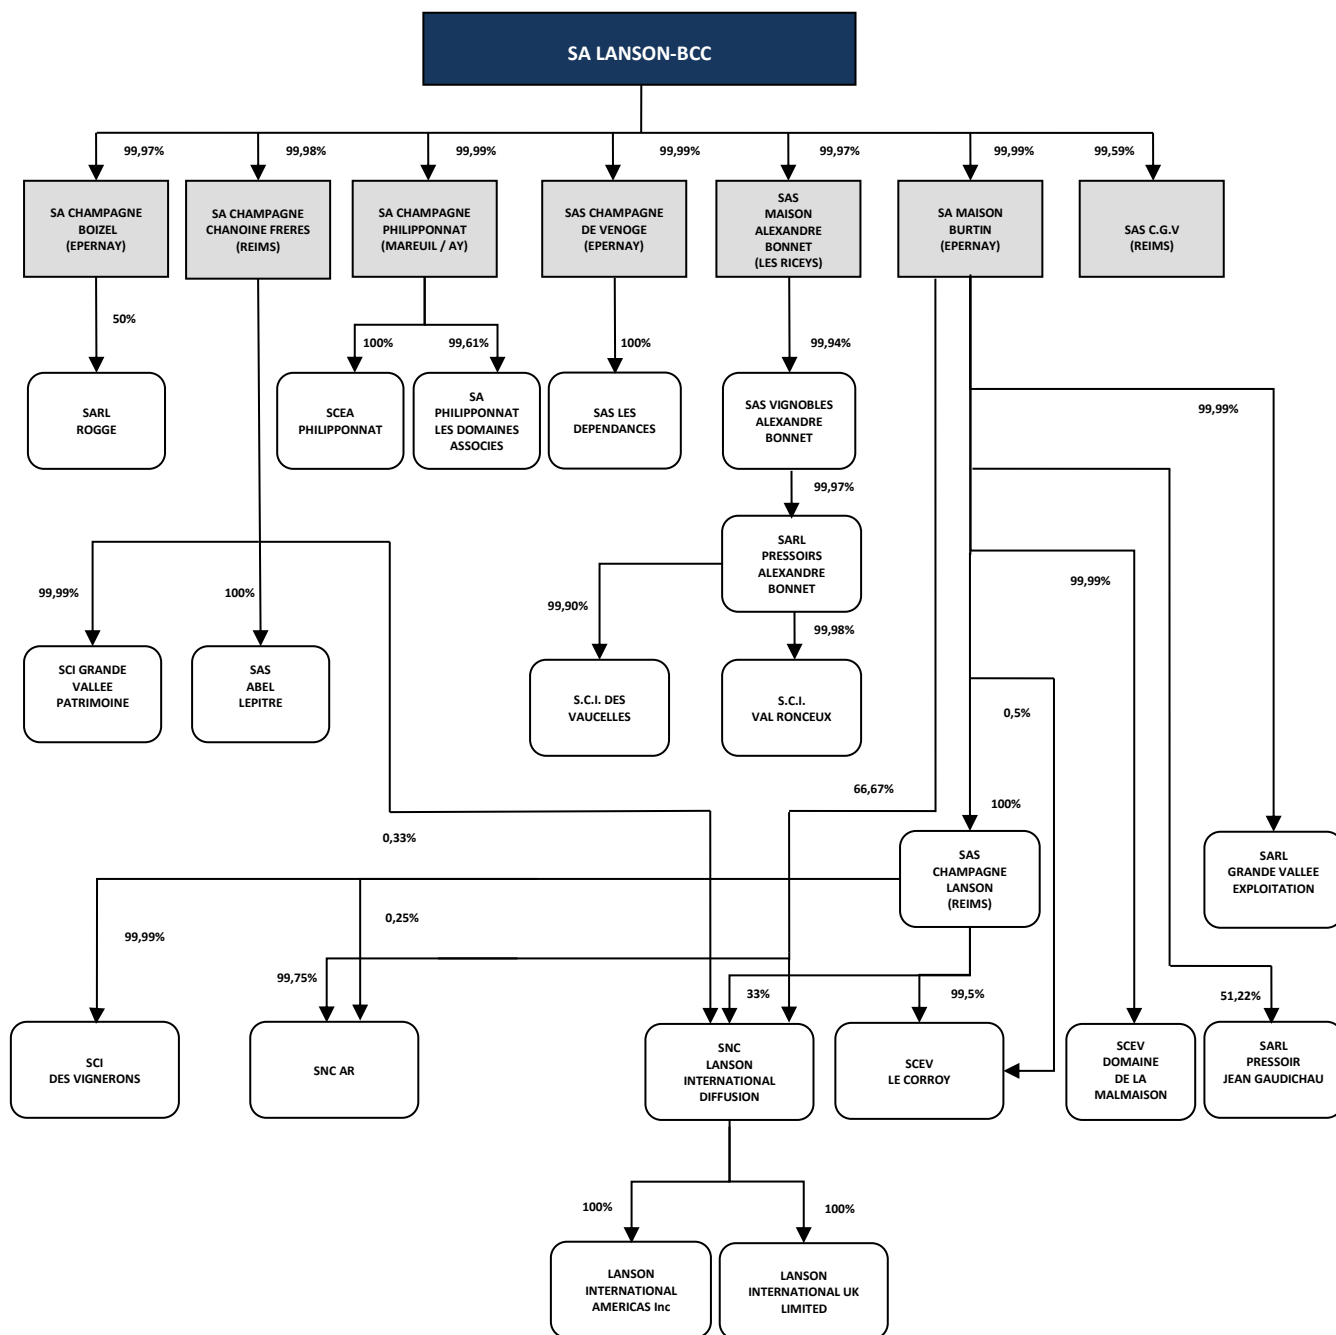 SA LANSON-BCC
99,97%
99,98%
99,99%
99,99%
99,97%
99,99%
99,59%
SA CHAMPAGNE
BOIZEL
(EPERNAY)
SA CHAMPAGNE
CHANOINE FRERES
(REIMS)
SA CHAMPAGNE
PHILIPPONNAT
(MAREUIL / AY)
SAS CHAMPAGNE
DE VENOGE
(EPERNAY)
SAS
MAISON
ALEXANDRE
BONNET
(LES RICEYS)
SA MAISON
BURTIN
(EPERNAY)
SAS C.G.V
(REIMS)
50%
100%
99,61%
100%
99,94%
99,99%
SARL
ROGGE
SCEA
PHILIPPONNAT
SA
PHILIPPONNAT
LES DOMAINES
ASSOCIES
SAS LES
DEPENDANCES
SAS VIGNOBLES
ALEXANDRE
BONNET
99,97%
SARL
PRESSOIRS
ALEXANDRE
BONNET
99,99%
100%
99,90%
99,98%
99,99%
SCI GRANDE
VALLEE
PATRIMOINE
SAS
ABEL
LEPITRE
S.C.I. DES
VAUCELLES
S.C.I.
VAL RONCEUX
0,5%
66,67%
100%
0,33%
SAS
CHAMPAGNE
LANSON
(REIMS)
SARL
GRANDE VALLEE
EXPLOITATION
99,99%
0,25%
99,75%
33%
99,5%
51,22%
SCI
DES VIGNERONS
SNC AR
SNC
LANSON
INTERNATIONAL
DIFFUSION
SCEV
LE CORROY
SCEV
DOMAINE
DE LA
MALMAISON
SARL
PRESSOIR
JEAN GAUDICHAU
100%
100%
LANSON
INTERNATIONAL
AMERICAS Inc
LANSON
INTERNATIONAL UK
LIMITED